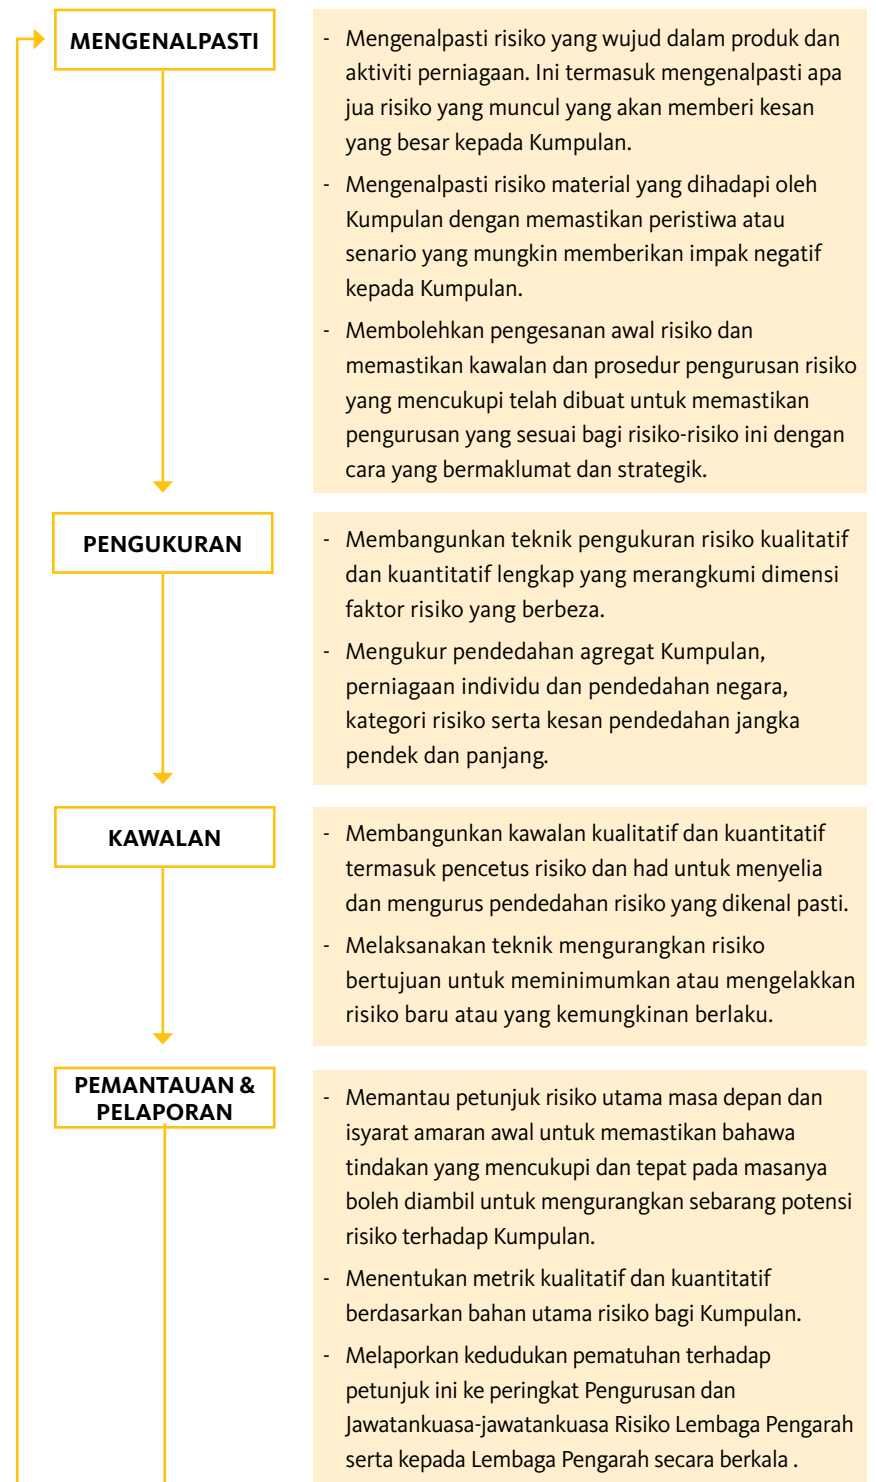 MENGENALPASTI
- Mengenalpasti risiko yang wujud dalam produk dan
aktiviti perniagaan. Ini termasuk mengenalpasti apa
jua risiko yang muncul yang akan memberi kesan
yang besar kepada Kumpulan.
- Mengenalpasti risiko material yang dihadapi oleh
Kumpulan dengan memastikan peristiwa atau
senario yang mungkin memberikan impak negatif
kepada Kumpulan.
- Membolehkan pengesanan awal risiko dan
memastikan kawalan dan prosedur pengurusan risiko
yang mencukupi telah dibuat untuk memastikan
pengurusan yang sesuai bagi risiko-risiko ini dengan
cara yang bermaklumat dan strategik.
PENGUKURAN
- Membangunkan teknik pengukuran risiko kualitatif
dan kuantitatif lengkap yang merangkumi dimensi
faktor risiko yang berbeza.
- Mengukur pendedahan agregat Kumpulan,
perniagaan individu dan pendedahan negara,
kategori risiko serta kesan pendedahan jangka
pendek dan panjang.
KAWALAN
- Membangunkan kawalan kualitatif dan kuantitatif
termasuk pencetus risiko dan had untuk menyelia
dan mengurus pendedahan risiko yang dikenal pasti.
- Melaksanakan teknik mengurangkan risiko
bertujuan untuk meminimumkan atau mengelakkan
risiko baru atau yang kemungkinan berlaku.
PEMANTAUAN &
PELAPORAN
- Memantau petunjuk risiko utama masa depan dan
isyarat amaran awal untuk memastikan bahawa
tindakan yang mencukupi dan tepat pada masanya
boleh diambil untuk mengurangkan sebarang potensi
risiko terhadap Kumpulan.
- Menentukan metrik kualitatif dan kuantitatif
berdasarkan bahan utama risiko bagi Kumpulan.
- Melaporkan kedudukan pematuhan terhadap
petunjuk ini ke peringkat Pengurusan dan
Jawatankuasa-jawatankuasa Risiko Lembaga Pengarah
serta kepada Lembaga Pengarah secara berkala .